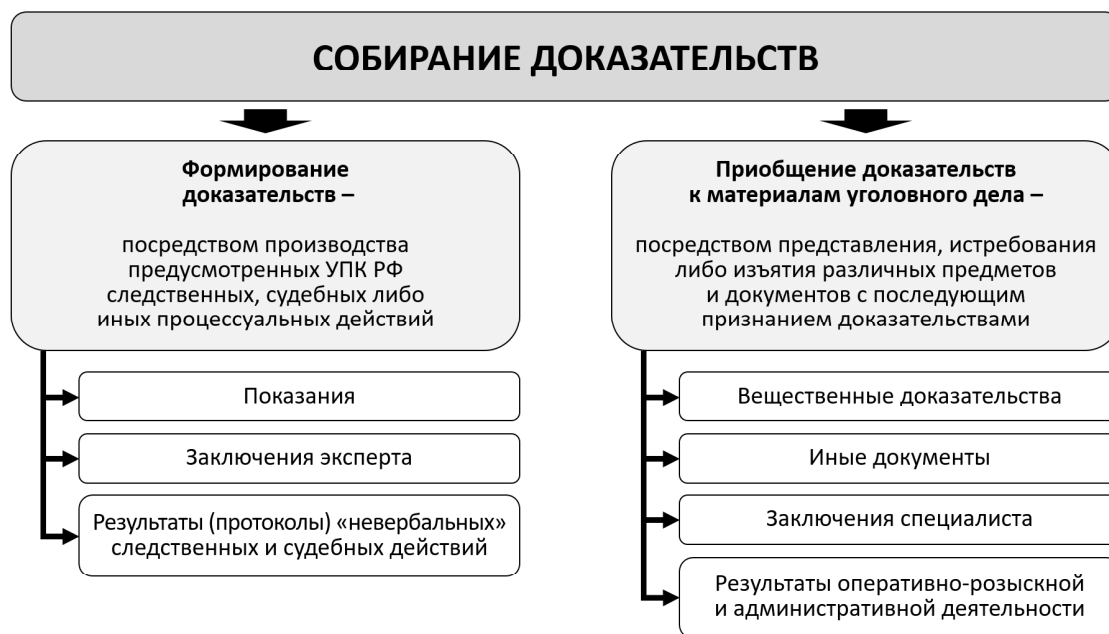 СОБИРАНИЕ ДОКАЗАТЕЛЬСТВ
Формирование
доказательств –
посредством производства
предусмотренных УПК РФ
следственных, судебных либо
иных процессуальных действий
Показания
Заключения эксперта
Результаты (протоколы) «невербальных»
следственных и судебных действий
Приобщение доказательств
к материалам уголовного дела –
посредством представления, истребования
либо изъятия различных предметов
и документов с последующим
признанием доказательствами
Вещественные доказательства
Иные документы
Заключения специалиста
Результаты оперативно-розыскной
и административной деятельности